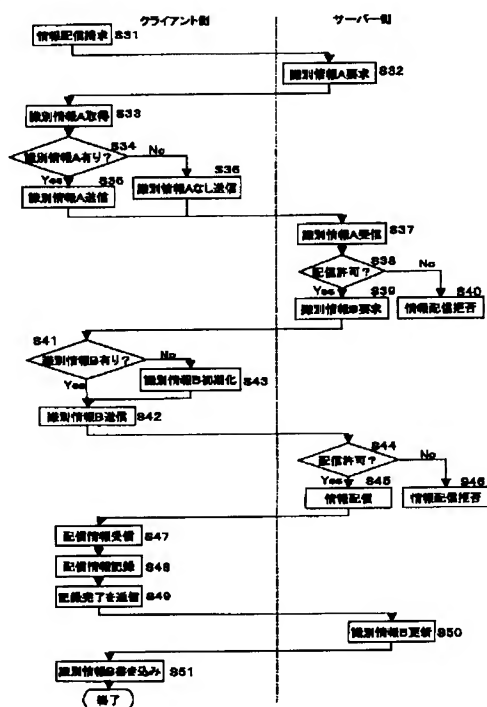 クライアント側
サーバー側
情報配信請求 S31
識別情報A要求 S32
識別情報A取得 S33
識別情報A有り? S34
No
Yes
識別情報A送信 S35
識別情報Aなし送信 S36
識別情報A受信 S37
配信許可? S38
No
Yes
識別情報B要求 S39
情報配信拒否 S40
識別情報B有り? S41
No
Yes
識別情報B初期化 S43
識別情報B送信 S42
配信許可? S44
No
Yes
情報配信 S45
情報配信拒否 S46
配信情報受信 S47
配信情報記録 S48
記録完了を送信 S49
識別情報B更新 S50
識別情報B書き込み S51
終了